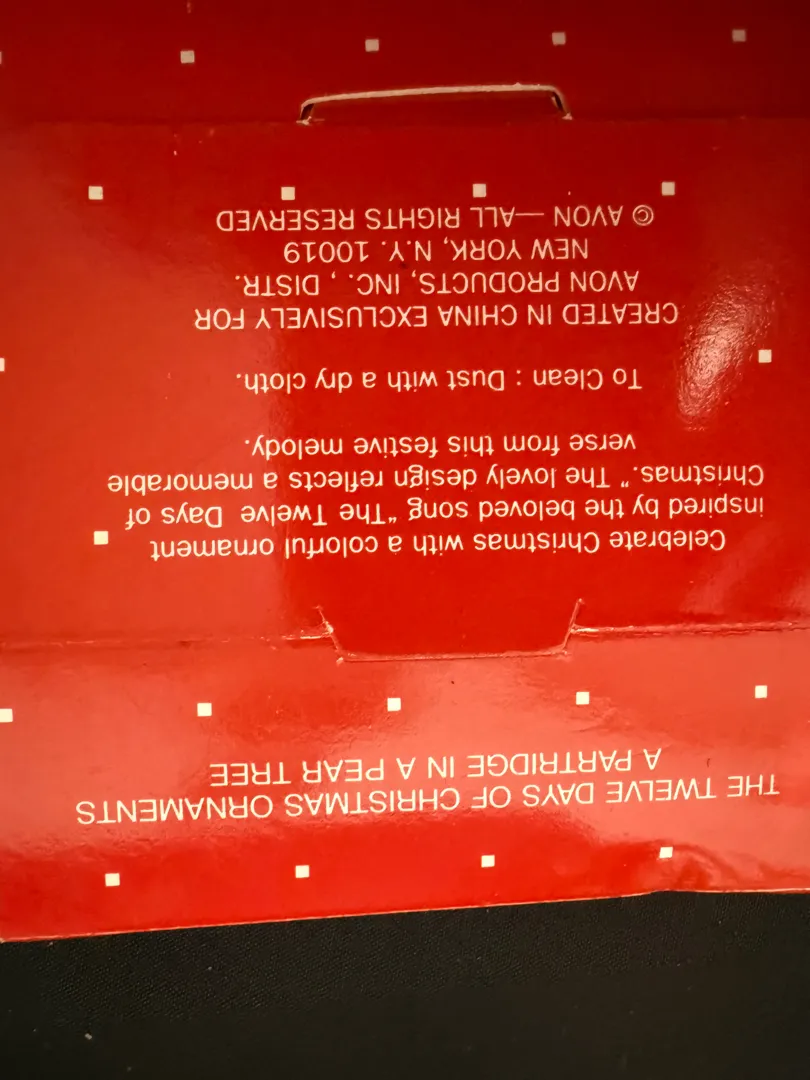 THE TWELVE DAYS OF CHRISTMAS ORNAMENTS
A PARTRIDGE IN A PEAR TREE
Celebrate Christmas with a colorful ornament
inspired by the beloved song "The Twelve Days of
Christmas." The lovely design reflects a memorable
verse from this festive melody.
To Clean : Dust with a dry cloth.
CREATED IN CHINA EXCLUSIVELY FOR
AVON PRODUCTS, INC. , DISTR.
NEW YORK, N.Y. 10019
© AVON —ALL RIGHTS RESERVED